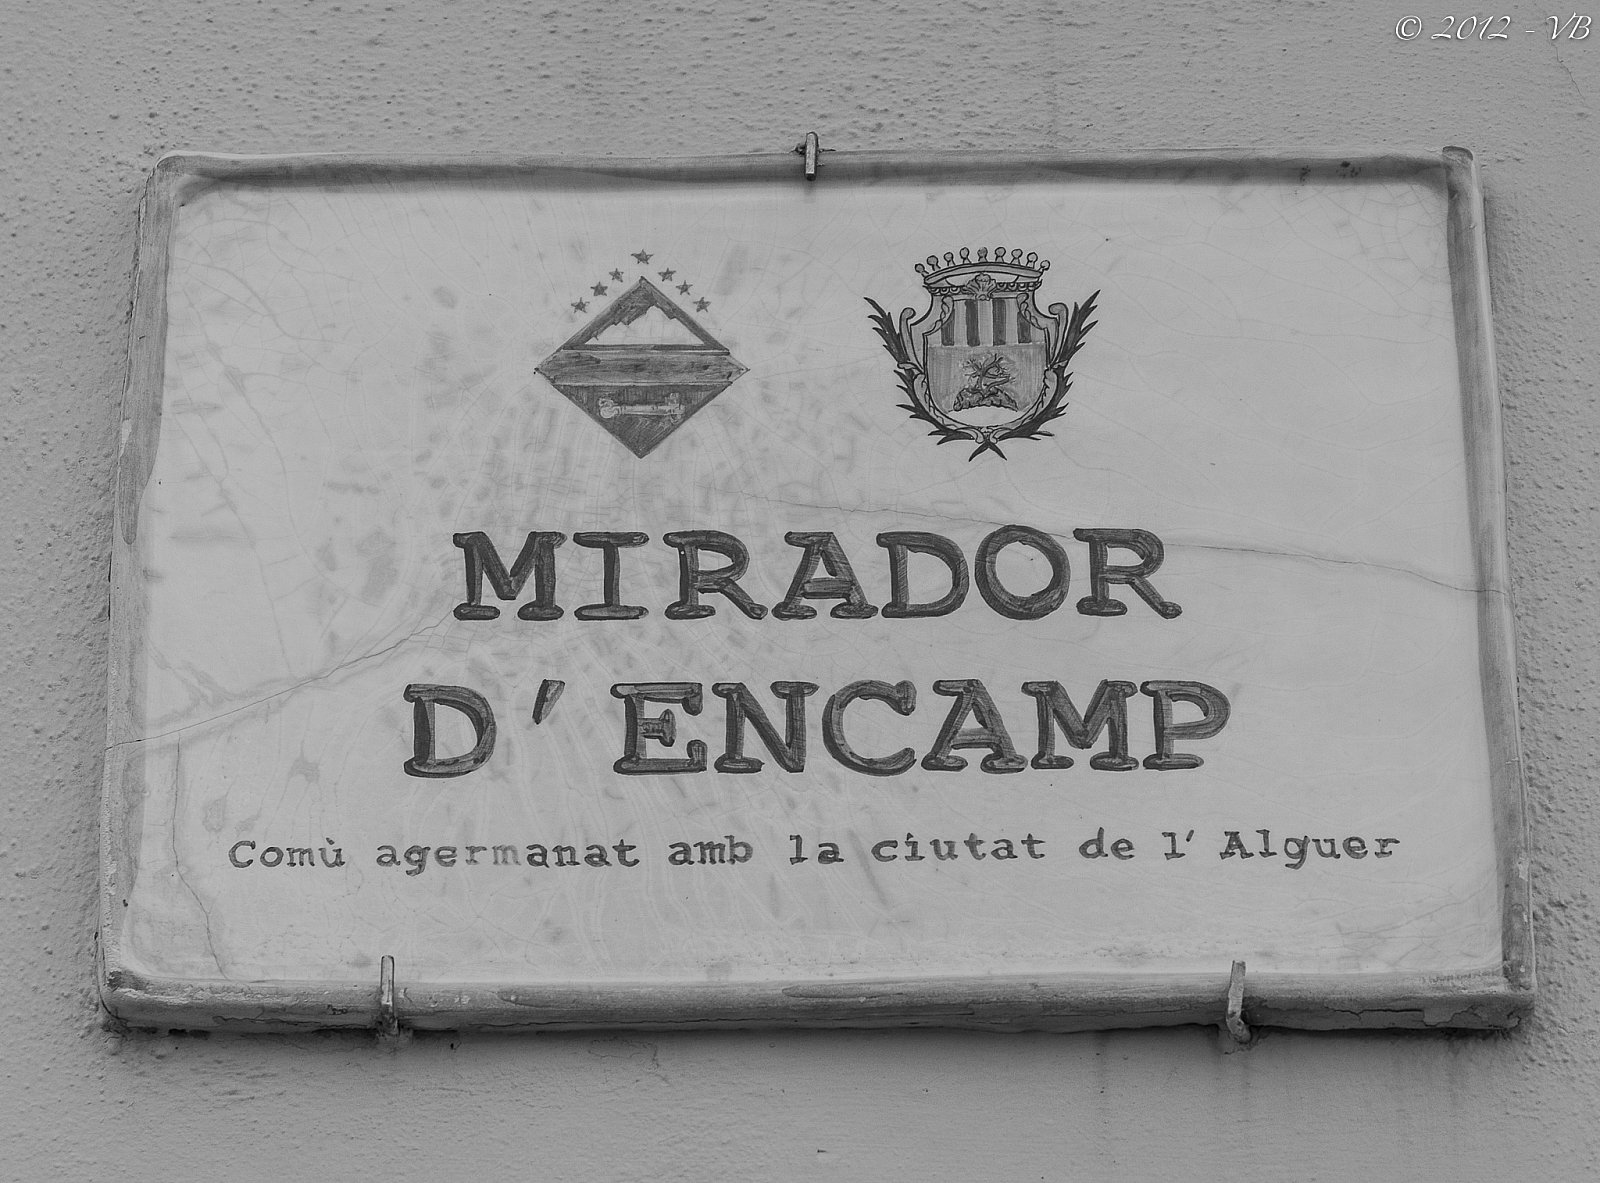 © 2012 - VB
MIRADOR
D'ENCAMP
Comù agermanat amb la ciutat de l'Alguer